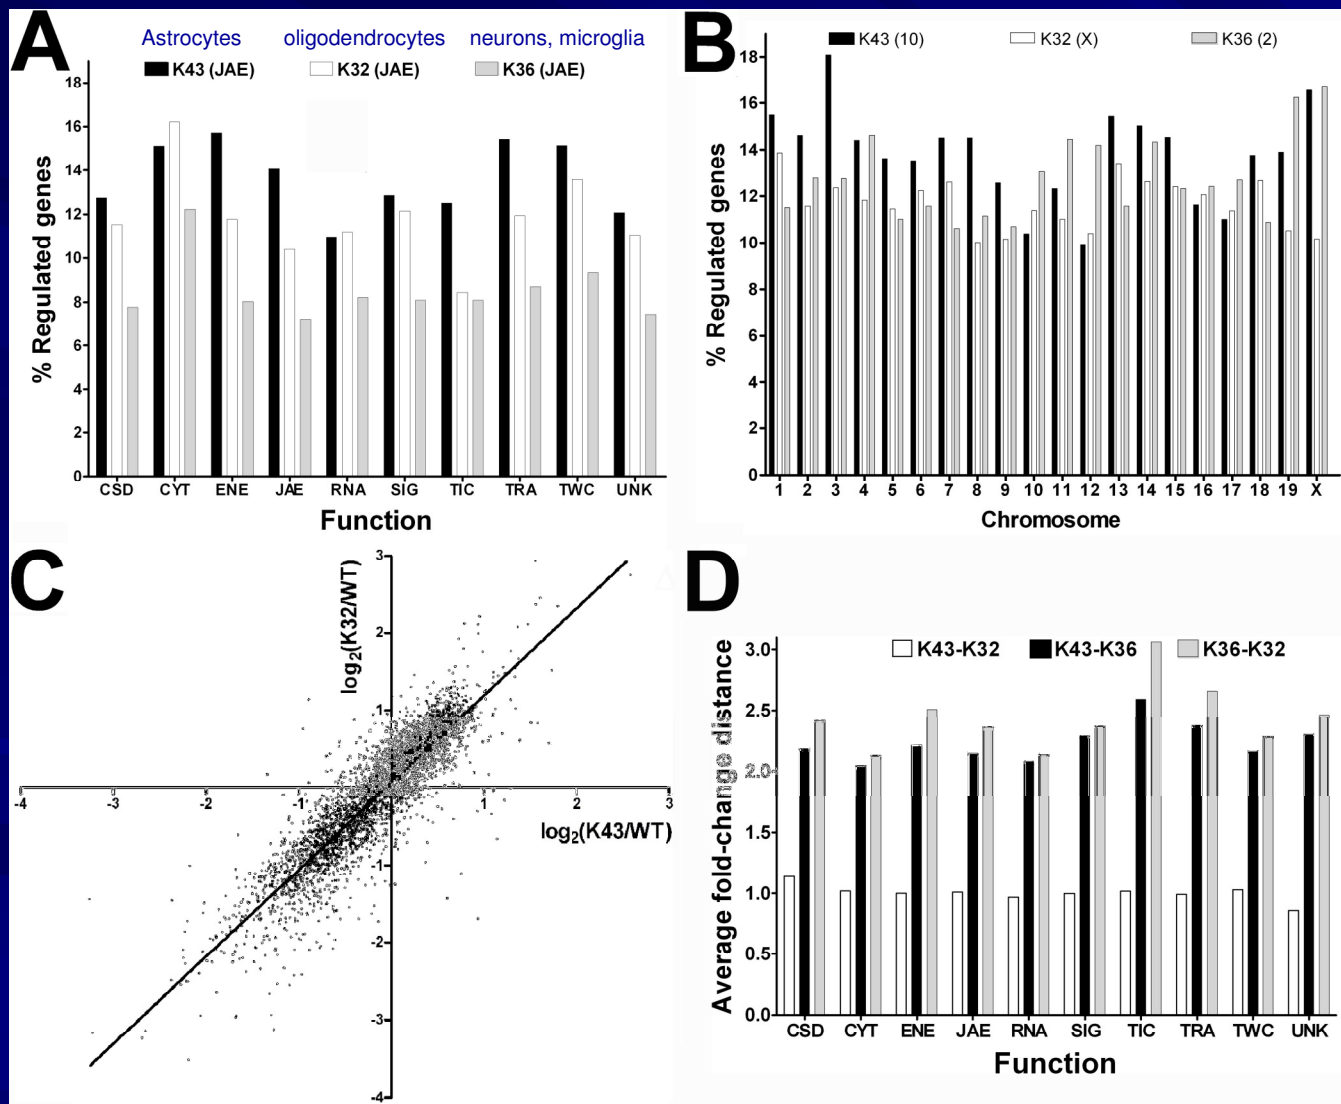 A
Astrocytes oligodendrocytes neurons, microglia
K43 (JAE) K32 (JAE) K36 (JAE)
% Regulated genes
18
16
14
12
10
8
6
4
2
0
CSD CYT ENE JAE RNA SIG TIC TRA TWC UNK
Function
B
K43 (10) K32 (X) K36 (2)
% Regulated genes
18
16
14
12
10
8
6
4
2
0
1 2 3 4 5 6 7 8 9 10 11 12 13 14 15 16 17 18 19 X
Chromosome
C
log2(K32/WT)
3
2
1
-4 -3 -2 -1 1 2 3
log2(K43/WT)
-1
-2
-3
-4
D
K43-K32 K43-K36 K36-K32
Average fold-change distance
3.0
2.5
2.0
1.5
1.0
0.5
0.0
CSD CYT ENE JAE RNA SIG TIC TRA TWC UNK
Function